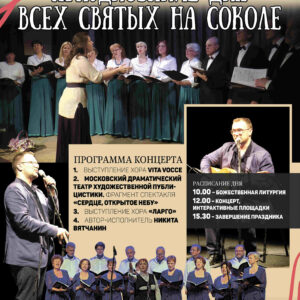 ВСЕХ СВЯТЫХ НА СОКОЛЕ
ПРОГРАММА КОНЦЕРТА
1. ВЫСТУПЛЕНИЕ ХОРА VITA VOCCE
2. МОСКОВСКИЙ ДРАМАТИЧЕСКИЙ
ТЕАТР ХУДОЖЕСТВЕННОЙ ПУБЛИ-
ЦИСТИКИ. ФРАГМЕНТ СПЕКТАКЛЯ
«СЕРДЦЕ, ОТКРЫТОЕ НЕБУ»
3. ВЫСТУПЛЕНИЕ ХОРА «ЛАРГО»
4. АВТОР-ИСПОЛНИТЕЛЬ НИКИТА
ВЯТЧАНИН
РАСПИСАНИЕ ДНЯ
10.00 – БОЖЕСТВЕННАЯ ЛИТУРГИЯ
12.00 – КОНЦЕРТ,
ИНТЕРАКТИВНЫЕ ПЛОЩАДКИ
15.30 – ЗАВЕРШЕНИЕ ПРАЗДНИКА